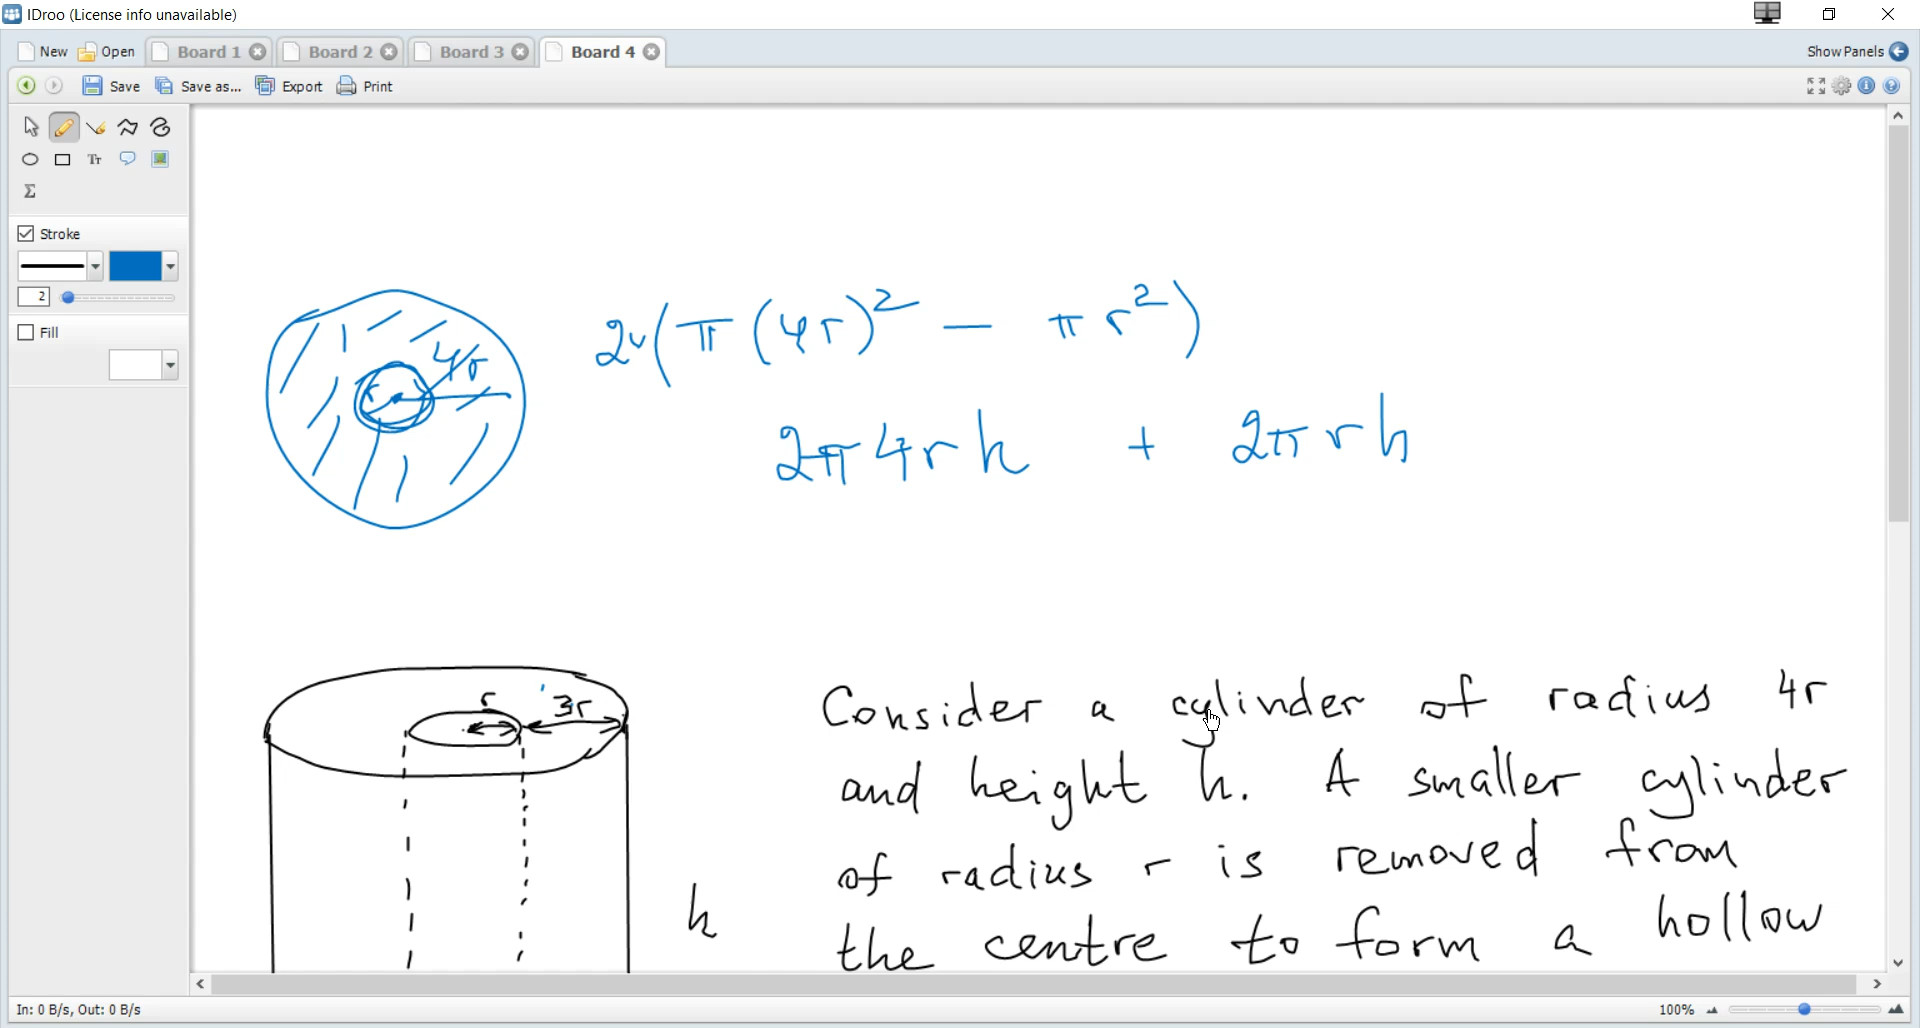 IDroo (License info unavailable)
New Open Board 1 Board 2 Board 3 Board 4 Show Panels
Save Save as... Export Print
Tт
Σ
Stroke
2
Fill
4r
r
2(π(4r)² − πr²)
2π4rh + 2πrh
r 3r
h
Consider a cylinder of radius 4r
and height h. A smaller cylinder
of radius r is removed from
the centre to form a hollow
In: 0 B/s, Out: 0 B/s
100%